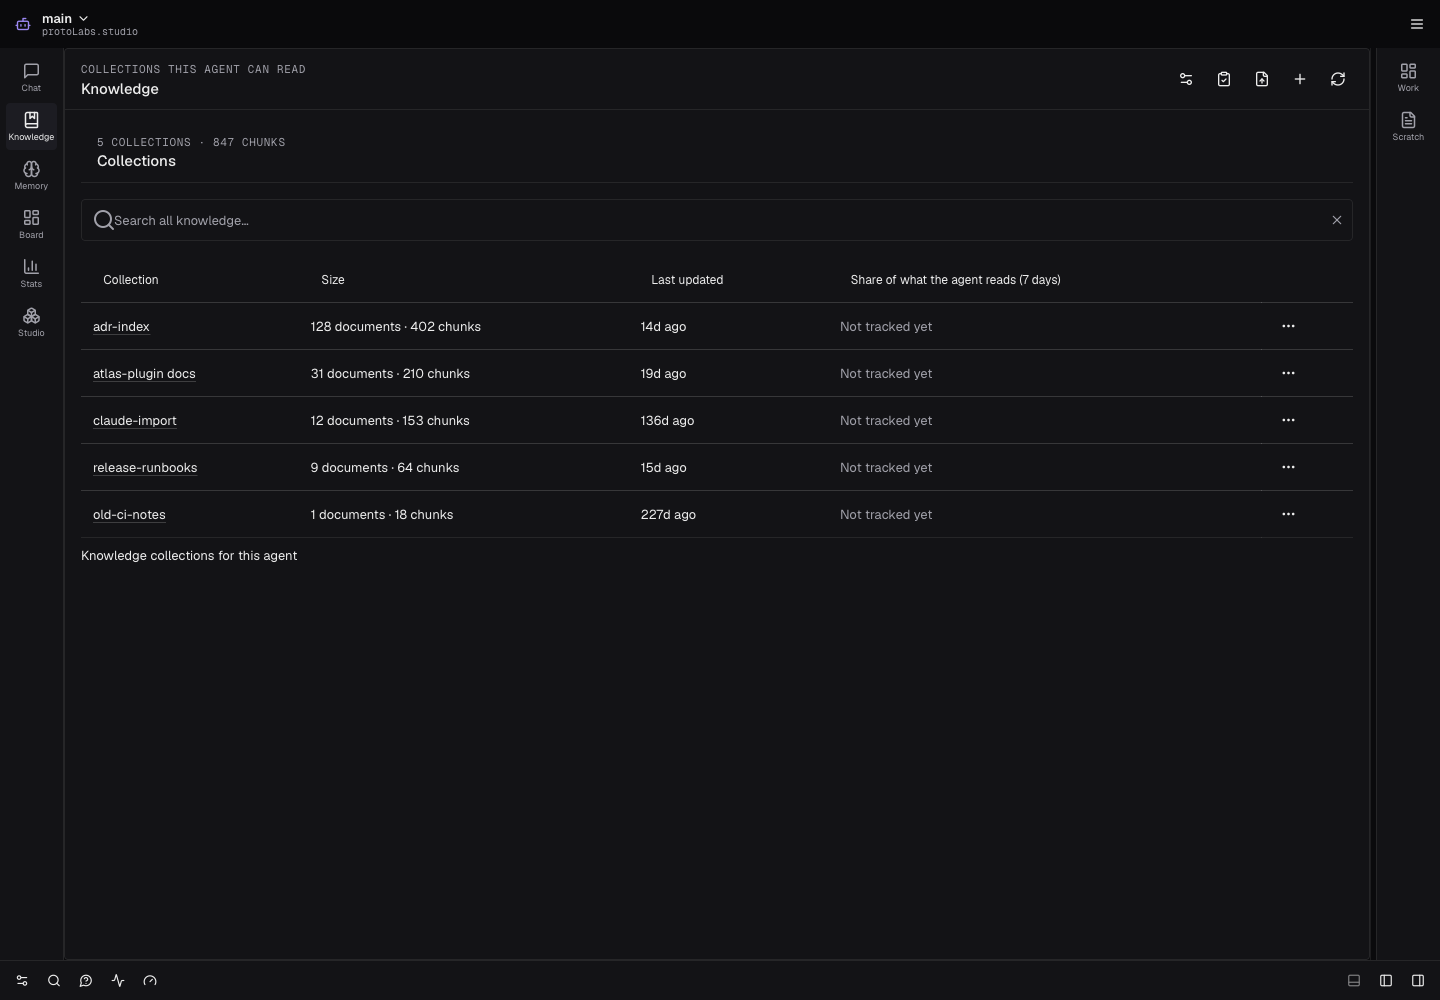 main
protoLabs.studio
Chat
Knowledge
Memory
Board
Stats
Studio
COLLECTIONS THIS AGENT CAN READ
Knowledge
5 COLLECTIONS · 847 CHUNKS
Collections
Search all knowledge…
Collection Size Last updated Share of what the agent reads (7 days)
adr-index 128 documents · 402 chunks 14d ago Not tracked yet
atlas-plugin docs 31 documents · 210 chunks 19d ago Not tracked yet
claude-import 12 documents · 153 chunks 136d ago Not tracked yet
release-runbooks 9 documents · 64 chunks 15d ago Not tracked yet
old-ci-notes 1 documents · 18 chunks 227d ago Not tracked yet
Knowledge collections for this agent
Work
Scratch